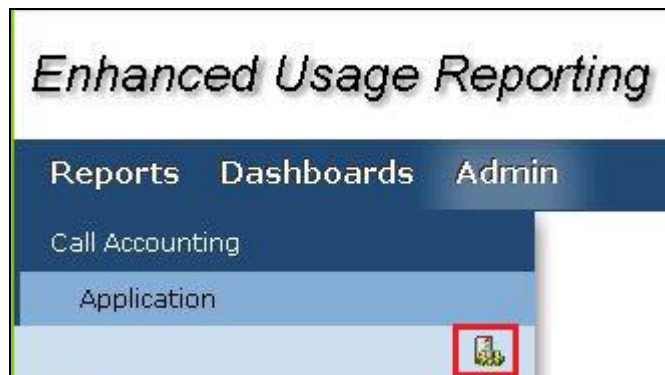 Enhanced Usage Reporting
Reports Dashboards Admin
Call Accounting
Application